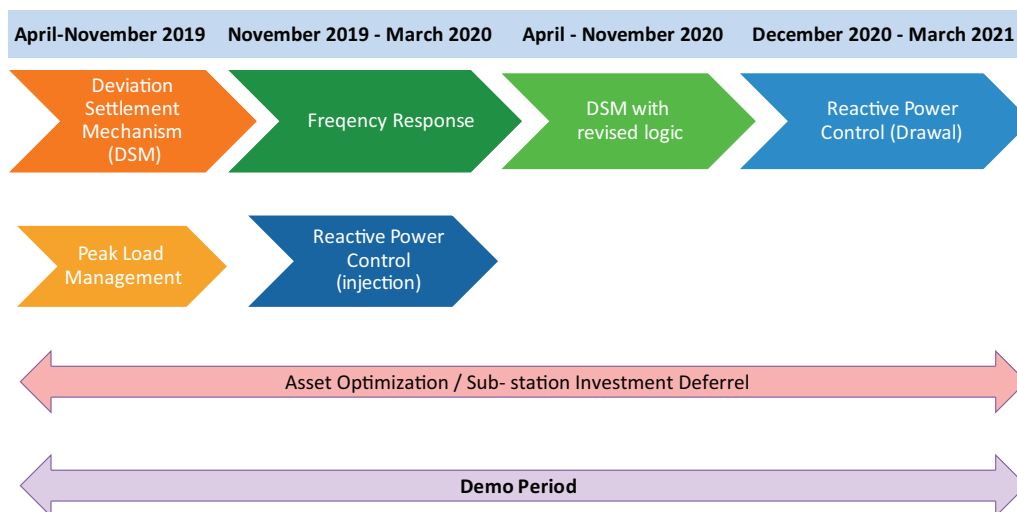 April-November 2019 November 2019 - March 2020 April - November 2020 December 2020 - March 2021
Deviation
Settlement
Mechanism
(DSM)
Freqency Response
DSM with
revised logic
Reactive Power
Control (Drawal)
Peak Load
Management
Reactive Power
Control
(injection)
Asset Optimization / Sub- station Investment Deferrel
Demo Period